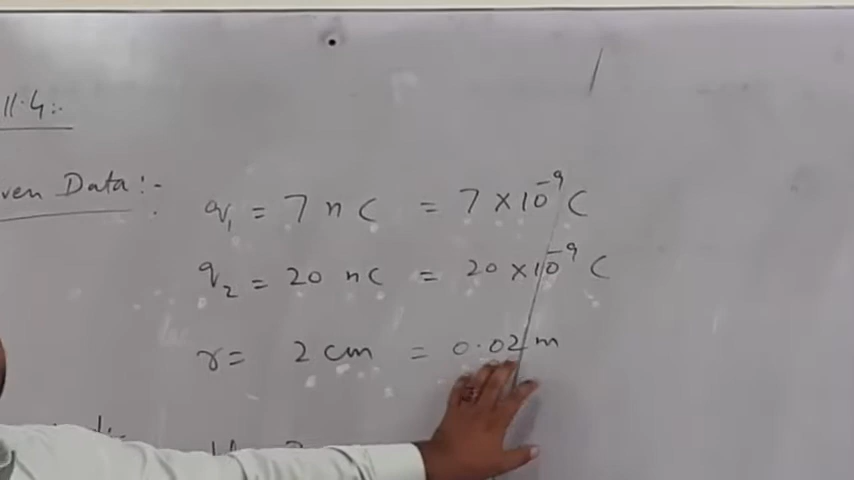 11.4:-
ven Data:-
q₁ = 7 n C = 7 × 10⁻⁹ C
q₂ = 20 nC = 20 × 10⁻⁹ C
r = 2 cm = 0.02 m